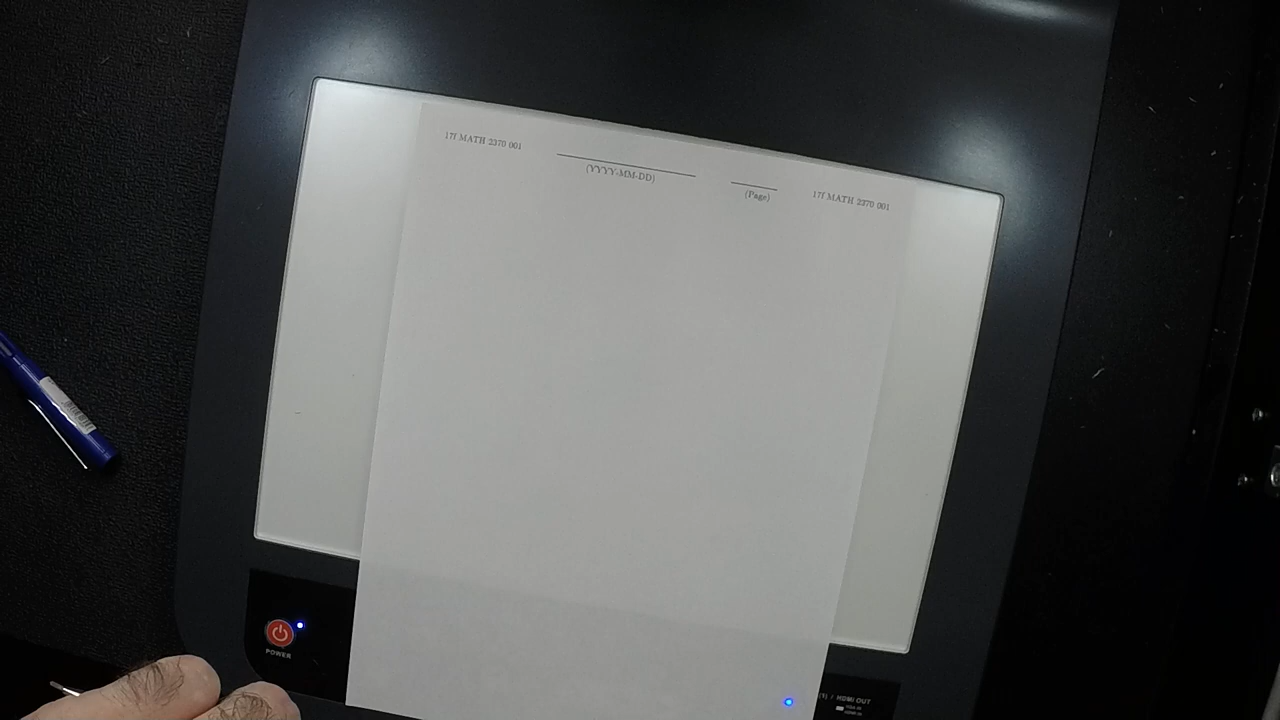 17f MATH 2370 001
(YYYY-MM-DD)
(Page)
17f MATH 2370 001
POWER
/ HDMI OUT